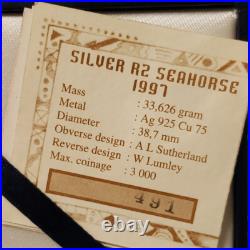 SILVER R2 SEAHORSE
1997
Mass : 33,626 gram
Metal : Ag 925 Cu 75
Diameter : 38,7 mm
Obverse design : A L Sutherland
Reverse design : W Lumley
Max. coinage : 3 000
491